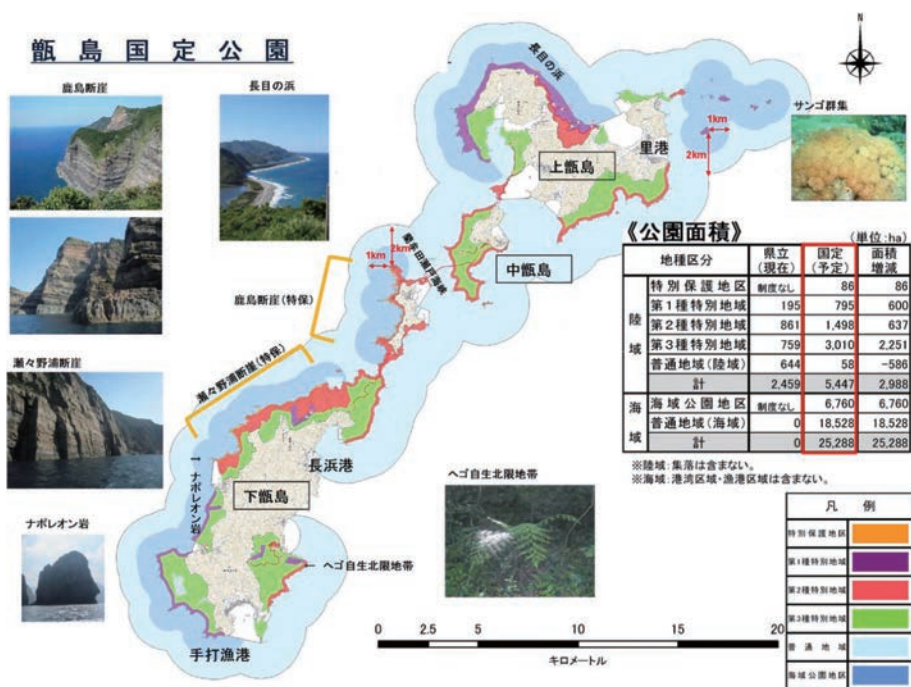 甑島国定公園
鹿島断崖
長目の浜
長目の浜
N
サンゴ群集
1km
2km
里港
上甑島
中甑島
藺牟田瀬戸海峡
1km
2km
鹿島断崖(特保)
瀬々野浦断崖
瀬々野浦断崖(特保)
長浜港
下甑島
→ナポレオン岩
ナポレオン岩
ヘゴ自生北限地帯
←ヘゴ自生北限地帯
手打漁港
《公園面積》
(単位:ha)
地種区分 県立(現在) 国定(予定) 面積増減
陸域
特別保護地区 制度なし 86 86
第1種特別地域 195 795 600
第2種特別地域 861 1,498 637
第3種特別地域 759 3,010 2,251
普通地域(陸域) 644 58 -586
計 2,459 5,447 2,988
海域
海域公園地区 制度なし 6,760 6,760
普通地域(海域) 0 18,528 18,528
計 0 25,288 25,288
※陸域:集落は含まない。
※海域:港湾区域・漁港区域は含まない。
凡例
特別保護地区
第1種特別地域
第2種特別地域
第3種特別地域
普通地域
海域公園地区
0 2.5 5 10 15 20
キロメートル